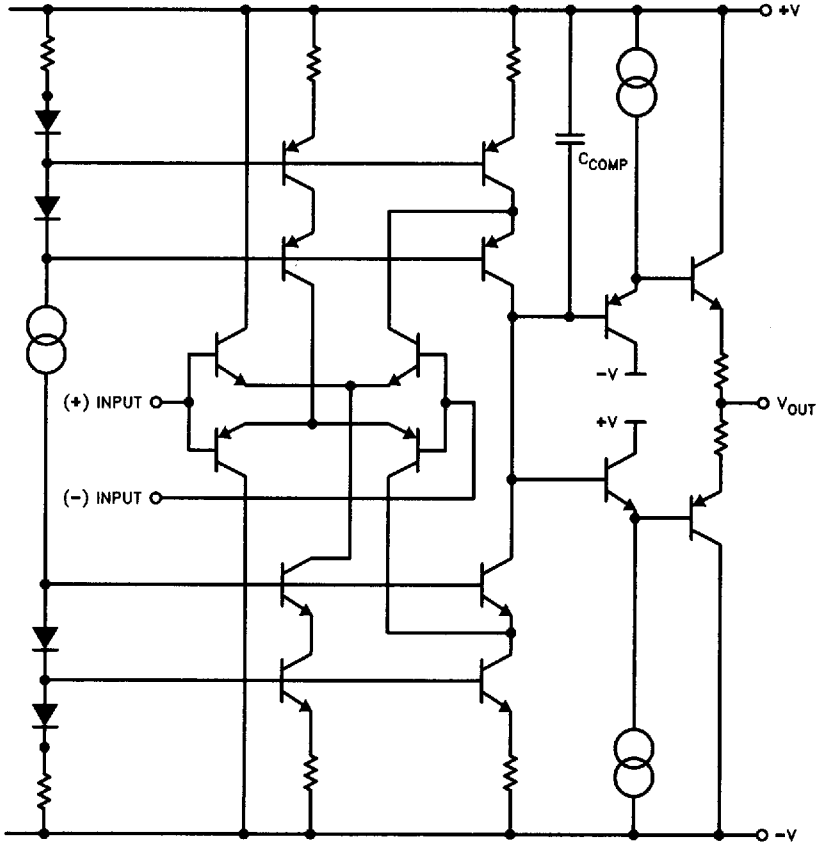 +V
C_COMP
-V
(+) INPUT
+V
V_OUT
(-) INPUT
-V